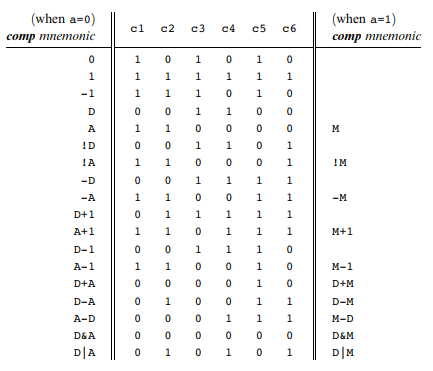 (when a=0) c1 c2 c3 c4 c5 c6 (when a=1)
comp mnemonic comp mnemonic
0 1 0 1 0 1 0
1 1 1 1 1 1 1
-1 1 1 1 0 1 0
D 0 0 1 1 0 0
A 1 1 0 0 0 0 M
!D 0 0 1 1 0 1
!A 1 1 0 0 0 1 !M
-D 0 0 1 1 1 1
-A 1 1 0 0 1 1 -M
D+1 0 1 1 1 1 1
A+1 1 1 0 1 1 1 M+1
D-1 0 0 1 1 1 0
A-1 1 1 0 0 1 0 M-1
D+A 0 0 0 0 1 0 D+M
D-A 0 1 0 0 1 1 D-M
A-D 0 0 0 1 1 1 M-D
D&A 0 0 0 0 0 0 D&M
D|A 0 1 0 1 0 1 D|M